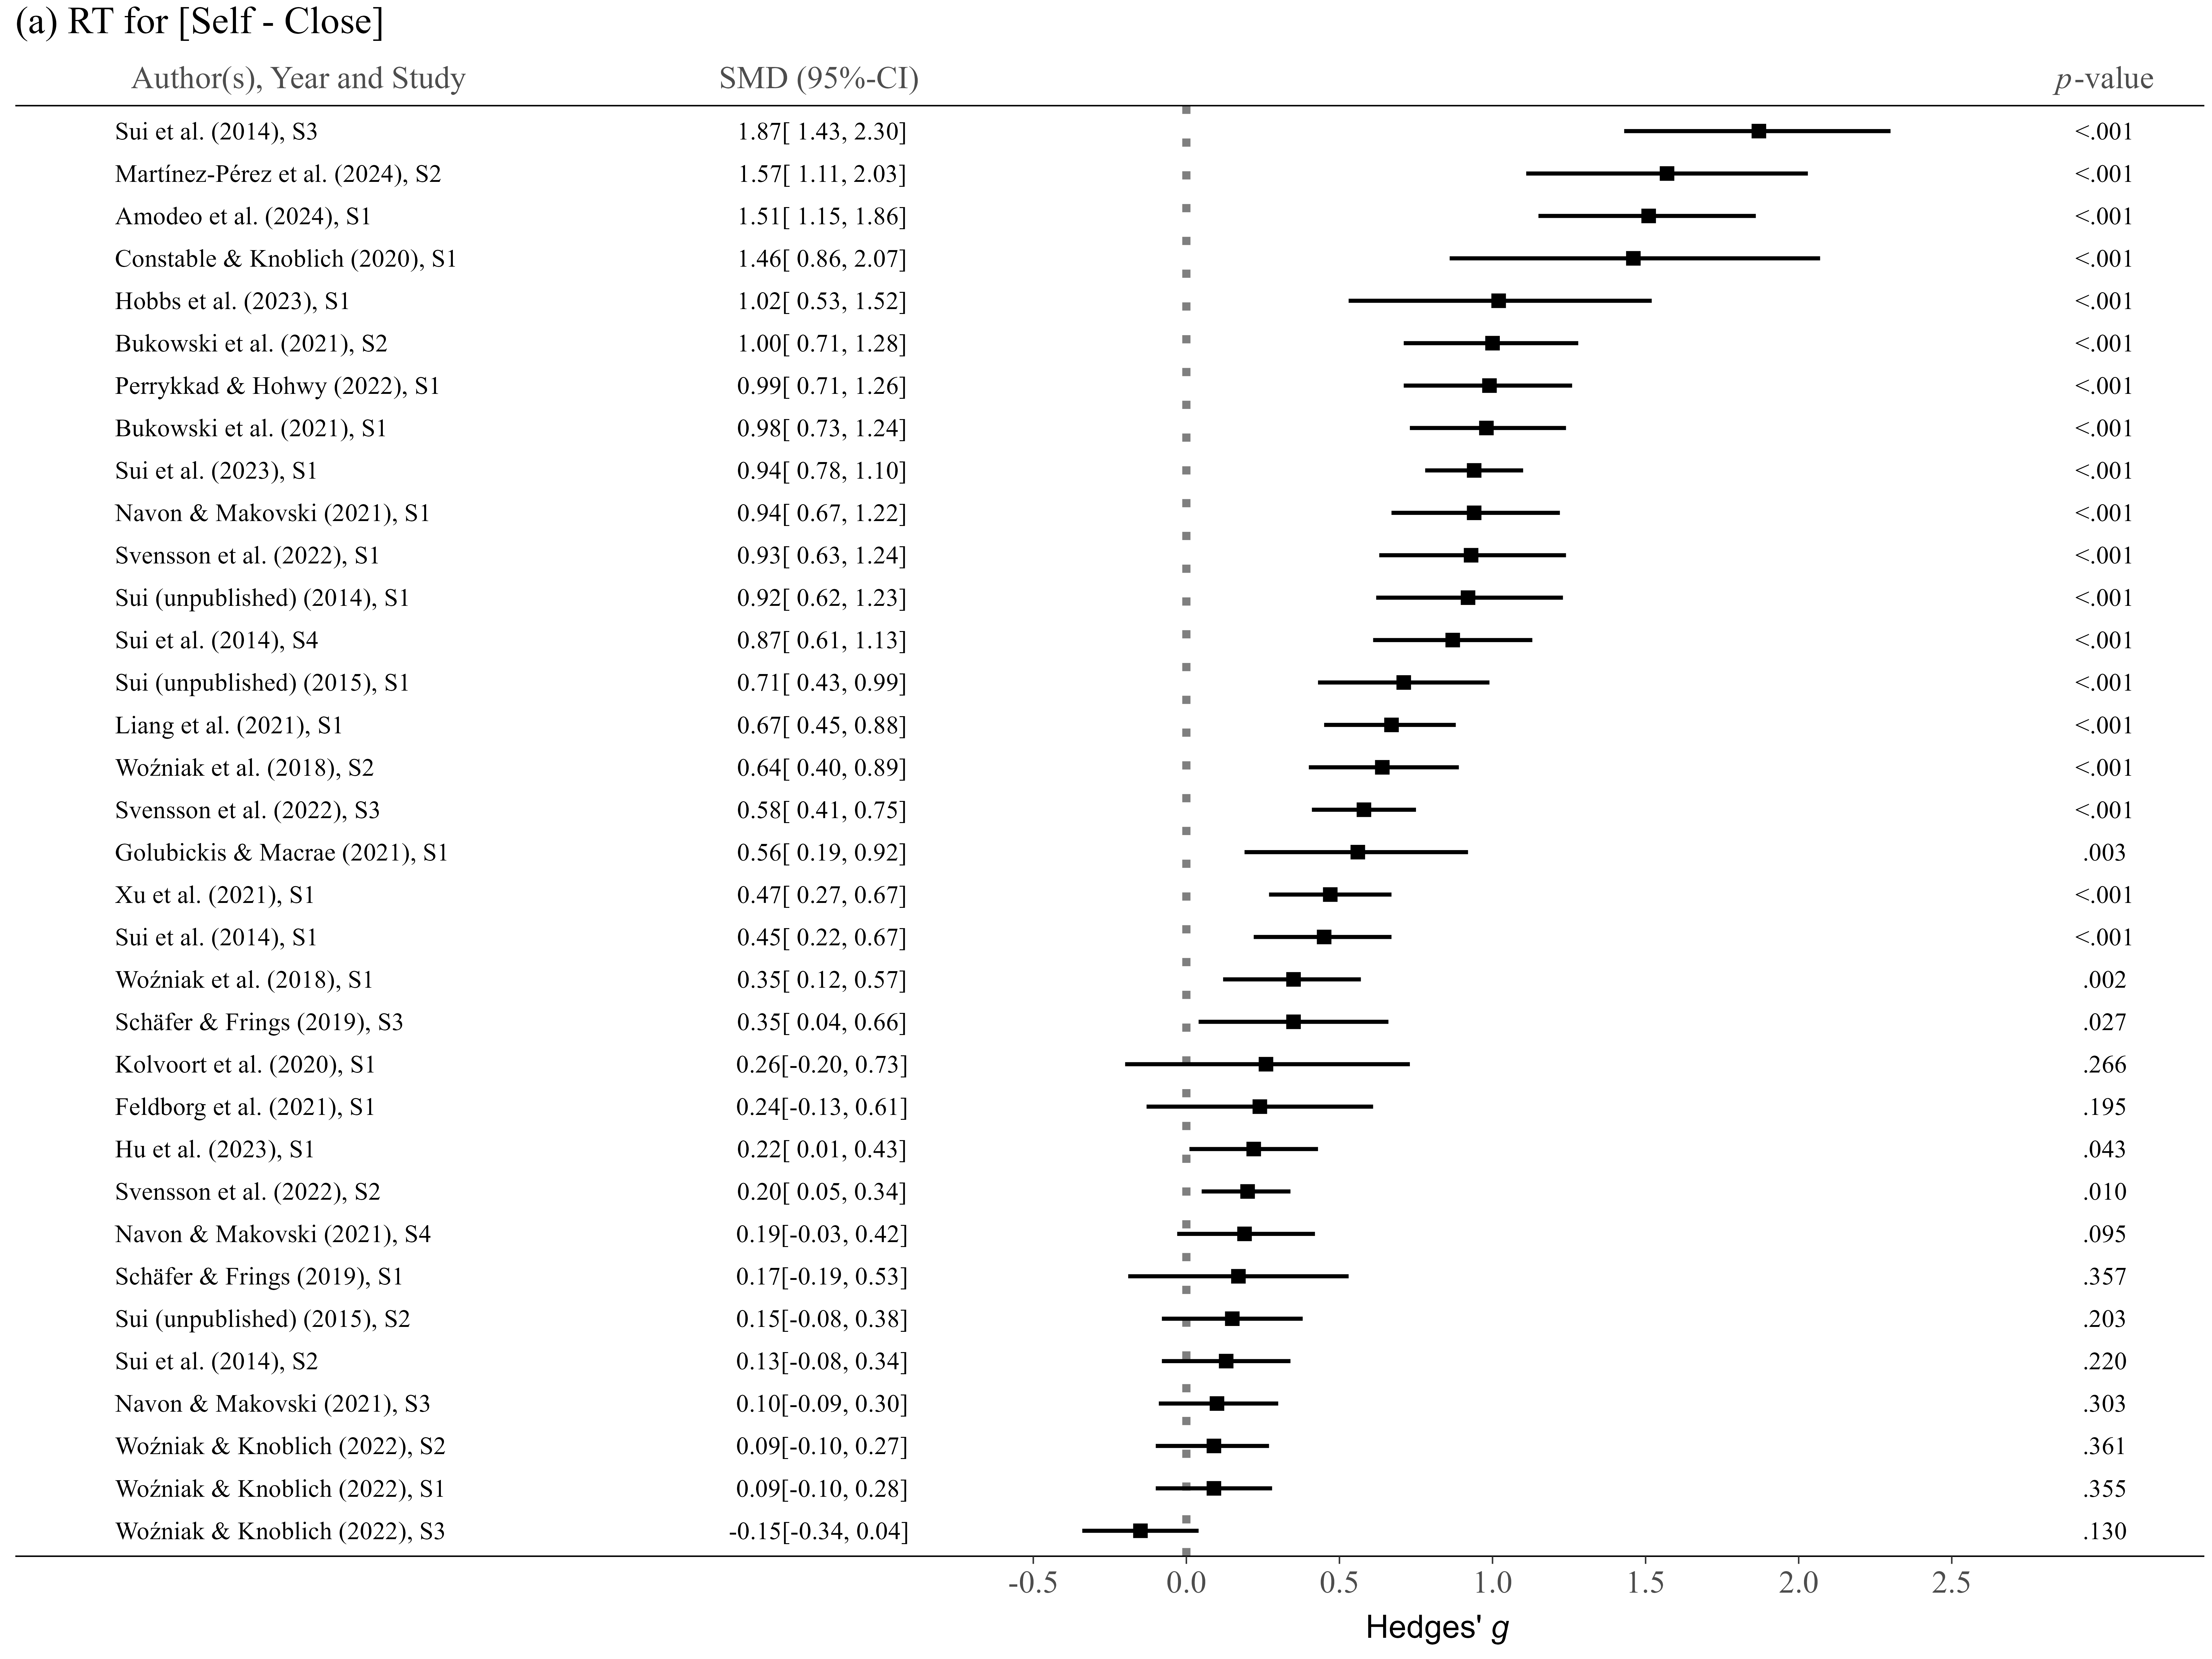 (a) RT for [Self - Close]
Author(s), Year and Study SMD (95%-CI) p-value
Sui et al. (2014), S3 1.87[ 1.43, 2.30] <.001
Martínez-Pérez et al. (2024), S2 1.57[ 1.11, 2.03] <.001
Amodeo et al. (2024), S1 1.51[ 1.15, 1.86] <.001
Constable & Knoblich (2020), S1 1.46[ 0.86, 2.07] <.001
Hobbs et al. (2023), S1 1.02[ 0.53, 1.52] <.001
Bukowski et al. (2021), S2 1.00[ 0.71, 1.28] <.001
Perrykkad & Hohwy (2022), S1 0.99[ 0.71, 1.26] <.001
Bukowski et al. (2021), S1 0.98[ 0.73, 1.24] <.001
Sui et al. (2023), S1 0.94[ 0.78, 1.10] <.001
Navon & Makovski (2021), S1 0.94[ 0.67, 1.22] <.001
Svensson et al. (2022), S1 0.93[ 0.63, 1.24] <.001
Sui (unpublished) (2014), S1 0.92[ 0.62, 1.23] <.001
Sui et al. (2014), S4 0.87[ 0.61, 1.13] <.001
Sui (unpublished) (2015), S1 0.71[ 0.43, 0.99] <.001
Liang et al. (2021), S1 0.67[ 0.45, 0.88] <.001
Woźniak et al. (2018), S2 0.64[ 0.40, 0.89] <.001
Svensson et al. (2022), S3 0.58[ 0.41, 0.75] <.001
Golubickis & Macrae (2021), S1 0.56[ 0.19, 0.92] .003
Xu et al. (2021), S1 0.47[ 0.27, 0.67] <.001
Sui et al. (2014), S1 0.45[ 0.22, 0.67] <.001
Woźniak et al. (2018), S1 0.35[ 0.12, 0.57] .002
Schäfer & Frings (2019), S3 0.35[ 0.04, 0.66] .027
Kolvoort et al. (2020), S1 0.26[-0.20, 0.73] .266
Feldborg et al. (2021), S1 0.24[-0.13, 0.61] .195
Hu et al. (2023), S1 0.22[ 0.01, 0.43] .043
Svensson et al. (2022), S2 0.20[ 0.05, 0.34] .010
Navon & Makovski (2021), S4 0.19[-0.03, 0.42] .095
Schäfer & Frings (2019), S1 0.17[-0.19, 0.53] .357
Sui (unpublished) (2015), S2 0.15[-0.08, 0.38] .203
Sui et al. (2014), S2 0.13[-0.08, 0.34] .220
Navon & Makovski (2021), S3 0.10[-0.09, 0.30] .303
Woźniak & Knoblich (2022), S2 0.09[-0.10, 0.27] .361
Woźniak & Knoblich (2022), S1 0.09[-0.10, 0.28] .355
Woźniak & Knoblich (2022), S3 -0.15[-0.34, 0.04] .130
-0.5 0.0 0.5 1.0 1.5 2.0 2.5
Hedges' g